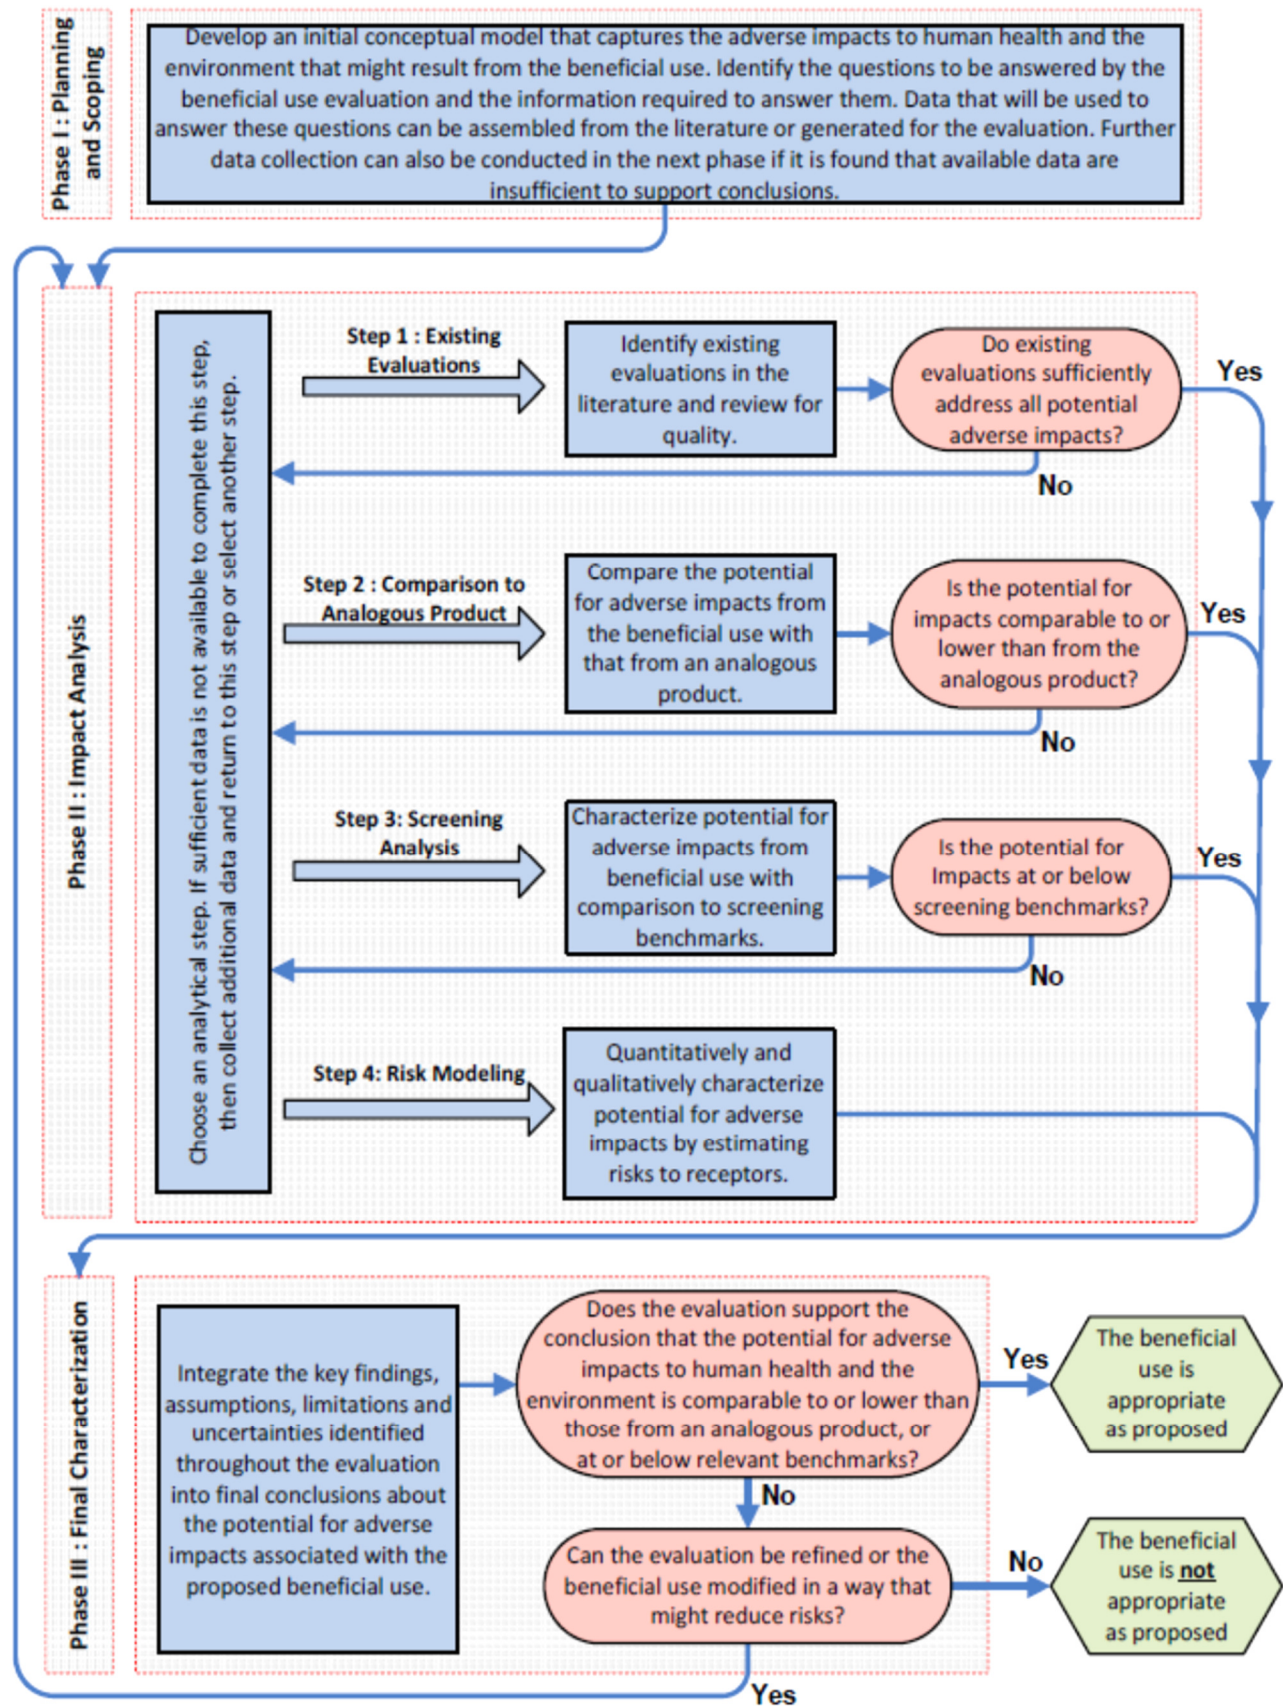 Phase I : Planning
and Scoping
Develop an initial conceptual model that captures the adverse impacts to human health and the
environment that might result from the beneficial use. Identify the questions to be answered by the
beneficial use evaluation and the information required to answer them. Data that will be used to
answer these questions can be assembled from the literature or generated for the evaluation. Further
data collection can also be conducted in the next phase if it is found that available data are
insufficient to support conclusions.
Phase II : Impact Analysis
Choose an analytical step. If sufficient data is not available to complete this step,
then collect additional data and return to this step or select another step.
Step 1 : Existing
Evaluations
Identify existing
evaluations in the
literature and review for
quality.
Do existing
evaluations sufficiently
address all potential
adverse impacts?
Yes
No
Step 2 : Comparison to
Analogous Product
Compare the potential
for adverse impacts from
the beneficial use with
that from an analogous
product.
Is the potential for
impacts comparable to or
lower than from the
analogous product?
Yes
No
Step 3: Screening
Analysis
Characterize potential for
adverse impacts from
beneficial use with
comparison to screening
benchmarks.
Is the potential for
Impacts at or below
screening benchmarks?
Yes
No
Step 4: Risk Modeling
Quantitatively and
qualitatively characterize
potential for adverse
impacts by estimating
risks to receptors.
Phase III : Final Characterization
Integrate the key findings,
assumptions, limitations and
uncertainties identified
throughout the evaluation
into final conclusions about
the potential for adverse
impacts associated with the
proposed beneficial use.
Does the evaluation support the
conclusion that the potential for adverse
impacts to human health and the
environment is comparable to or lower than
those from an analogous product, or
at or below relevant benchmarks?
Yes
The beneficial
use is
appropriate
as proposed
No
Can the evaluation be refined or the
beneficial use modified in a way that
might reduce risks?
No
The beneficial
use is not
appropriate
as proposed
Yes